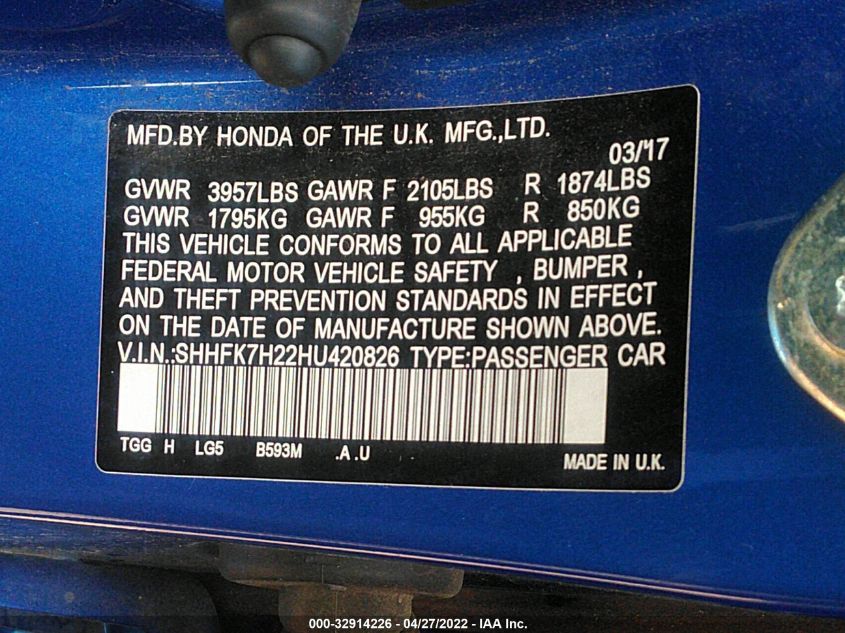 MFD.BY HONDA OF THE U.K. MFG.,LTD.
03/'17
GVWR 3957LBS GAWR F 2105LBS R 1874LBS
GVWR 1795KG GAWR F 955KG R 850KG
THIS VEHICLE CONFORMS TO ALL APPLICABLE
FEDERAL MOTOR VEHICLE SAFETY , BUMPER ,
AND THEFT PREVENTION STANDARDS IN EFFECT
ON THE DATE OF MANUFACTURE SHOWN ABOVE.
V.I.N.:SHHFK7H22HU420826 TYPE:PASSENGER CAR
TGG H LG5 B593M .A .U
MADE IN U.K.
000-32914226 - 04/27/2022 - IAA Inc.